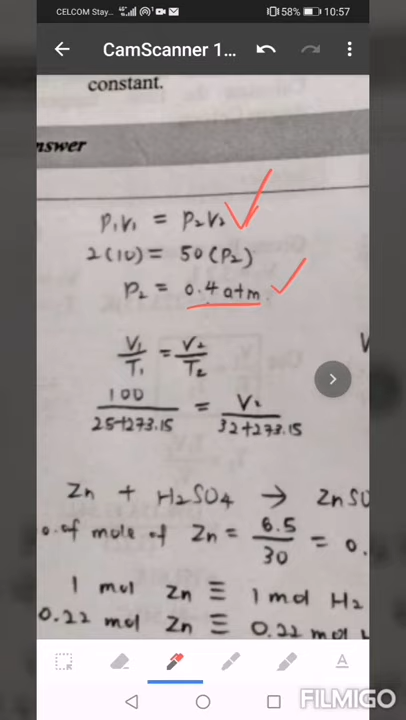 CELCOM Stay... 58% 10:57
CamScanner 1...
constant.
nswer
P₁V₁ = P₂V₂
2(10) = 50(P₂)
P₂ = 0.4 atm
V₁/T₁ = V₂/T₂
100/25+273.15 = V₂/32+273.15
Zn + H₂SO₄ → ZnSO
o. of mole of Zn = 6.5/30 = 0.
1 mol Zn ≡ 1 mol H₂
0.22 mol Zn ≡ 0.22 mol
A
FILMIGO